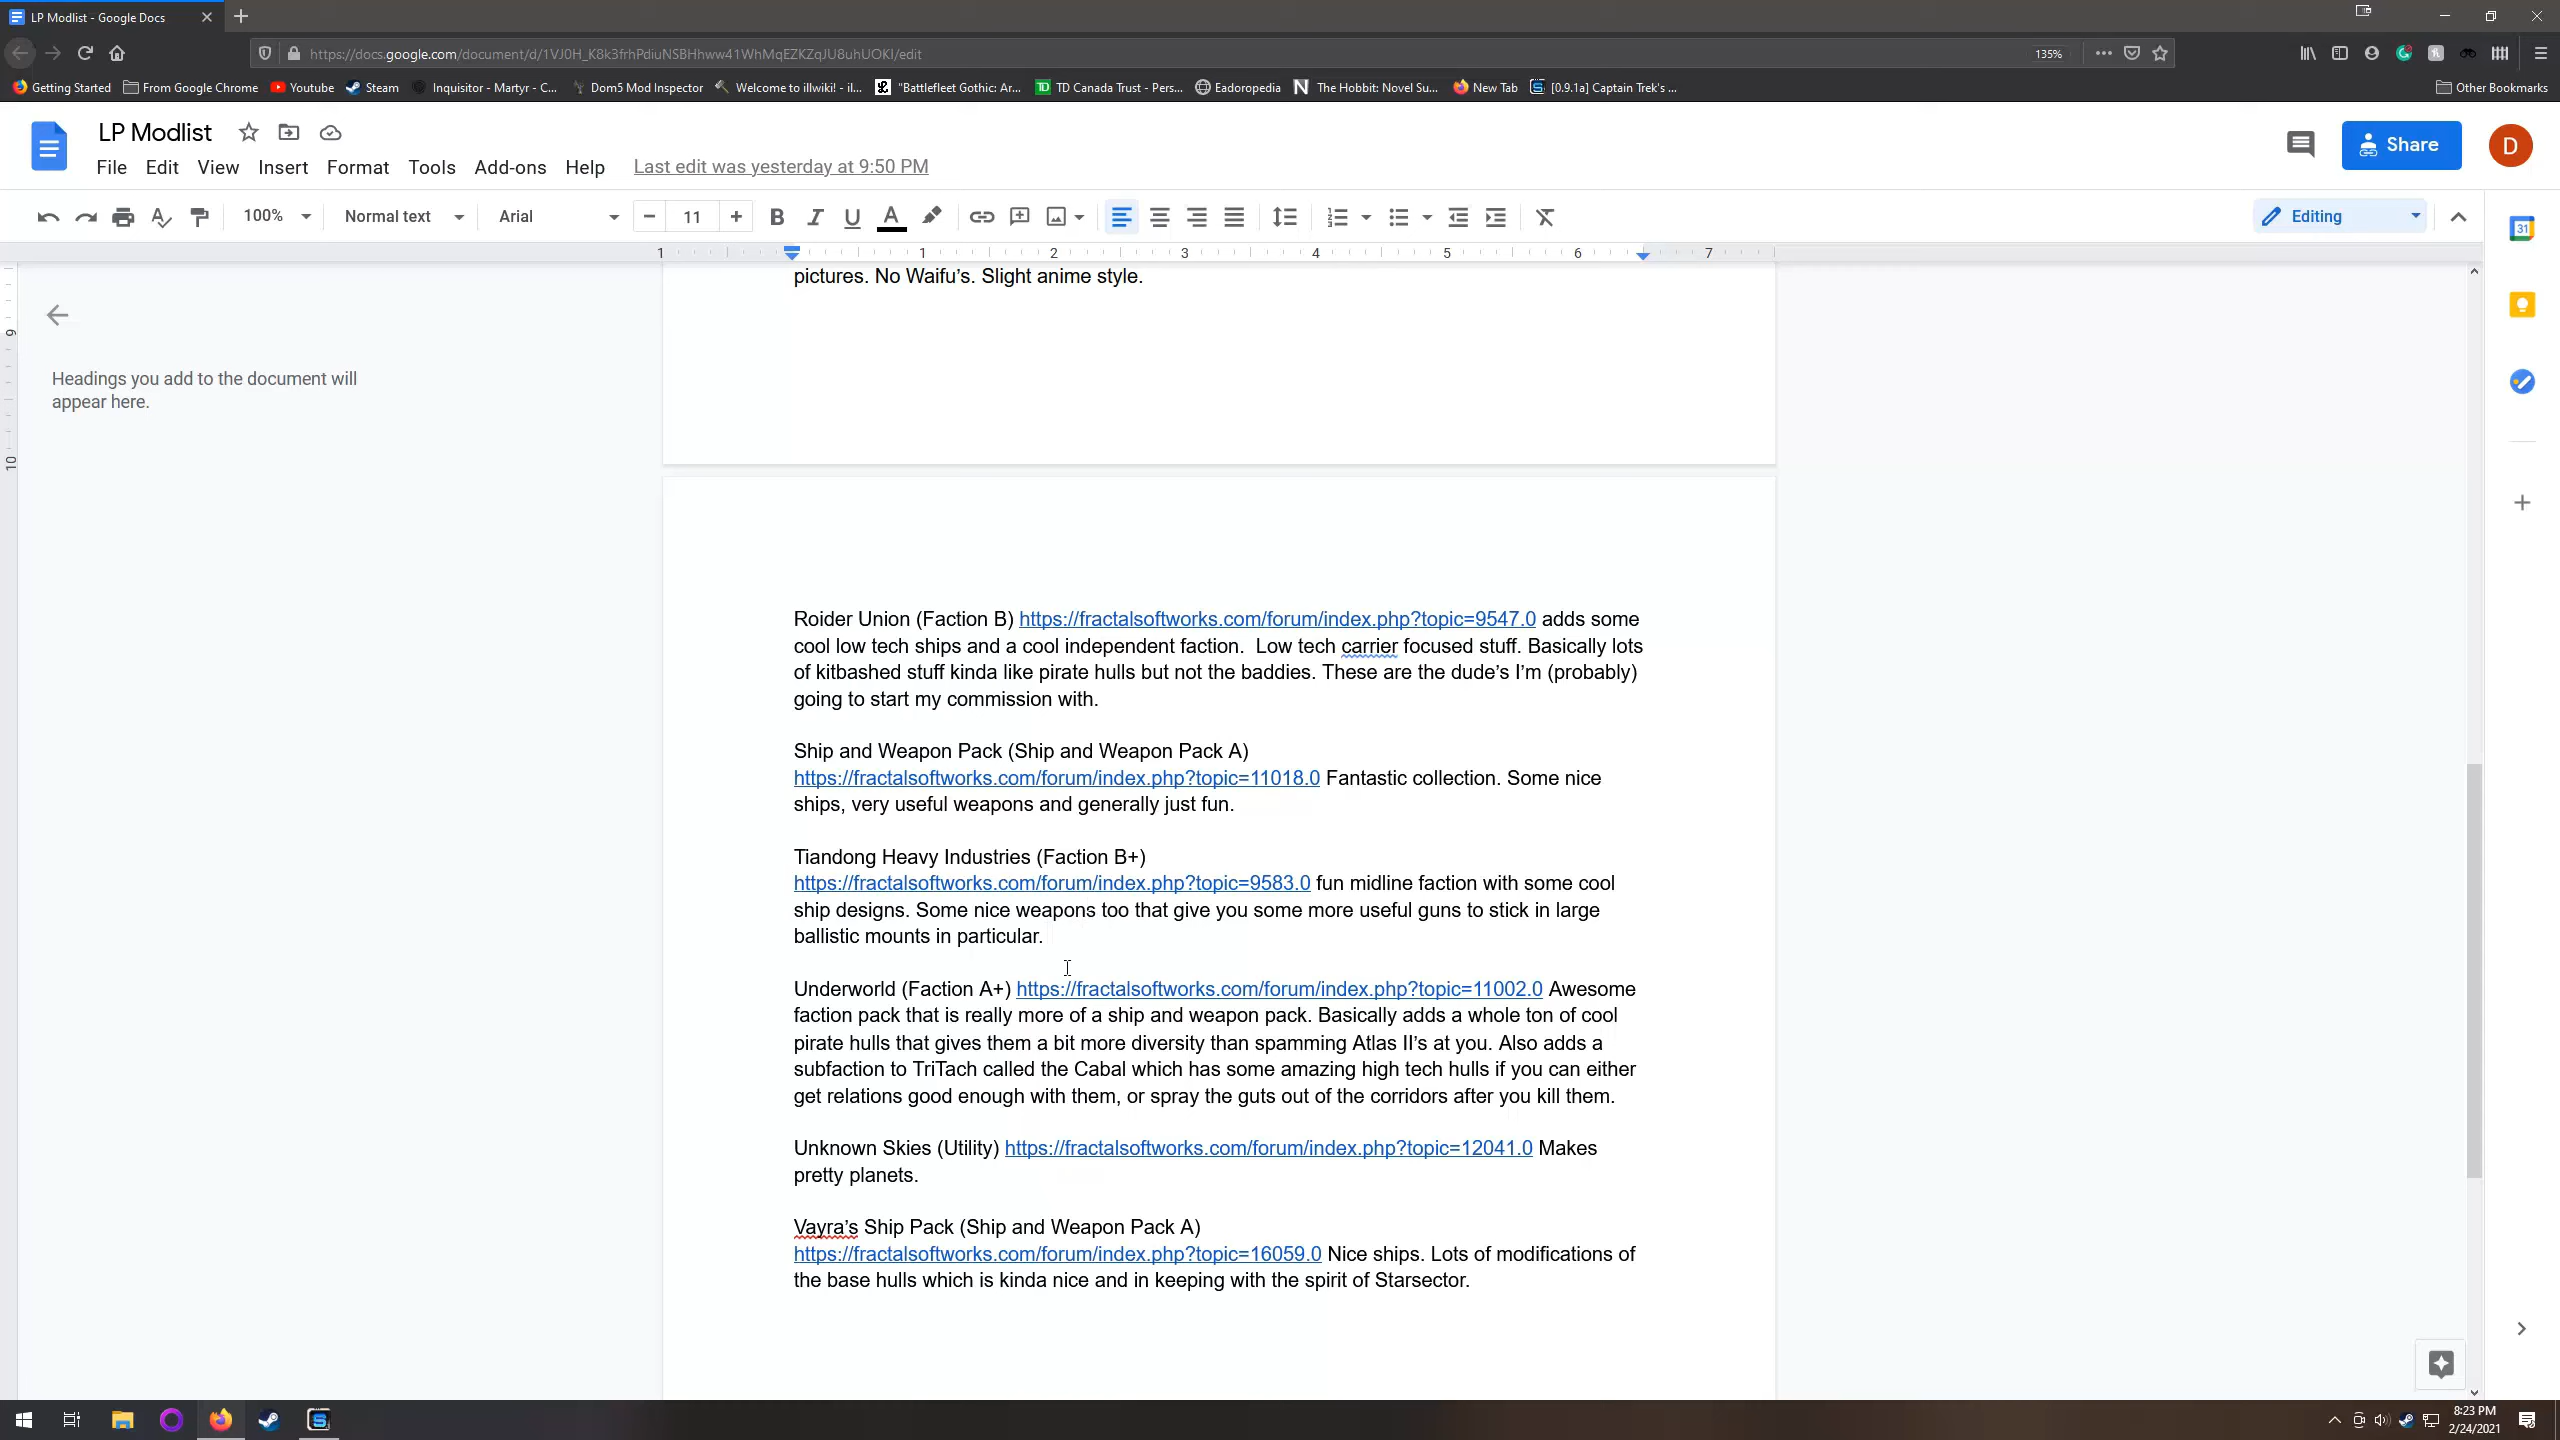 LP Modlist - Google Docs
https://docs.google.com/document/d/1VJ0H_K8k3frhPdiuNSBHhww41WhMqEZKZqJU8uhUOKI/edit
135%
Getting Started
From Google Chrome
Youtube
Steam
Inquisitor - Martyr - C...
Dom5 Mod Inspector
Welcome to illwiki! - il...
"Battlefleet Gothic: Ar...
TD Canada Trust - Pers...
Eadoropedia
The Hobbit: Novel Su...
New Tab
[0.9.1a] Captain Trek's ...
Other Bookmarks
LP Modlist
File Edit View Insert Format Tools Add-ons Help Last edit was yesterday at 9:50 PM
Share
D
100% Normal text Arial 11
Editing
31
1 1 2 3 4 5 6 7
9
10
Headings you add to the document will
appear here.
pictures. No Waifu's. Slight anime style.
Roider Union (Faction B) https://fractalsoftworks.com/forum/index.php?topic=9547.0 adds some
cool low tech ships and a cool independent faction.  Low tech carrier focused stuff. Basically lots
of kitbashed stuff kinda like pirate hulls but not the baddies. These are the dude's I'm (probably)
going to start my commission with.
Ship and Weapon Pack (Ship and Weapon Pack A)
https://fractalsoftworks.com/forum/index.php?topic=11018.0 Fantastic collection. Some nice
ships, very useful weapons and generally just fun.
Tiandong Heavy Industries (Faction B+)
https://fractalsoftworks.com/forum/index.php?topic=9583.0 fun midline faction with some cool
ship designs. Some nice weapons too that give you some more useful guns to stick in large
ballistic mounts in particular.
Underworld (Faction A+) https://fractalsoftworks.com/forum/index.php?topic=11002.0 Awesome
faction pack that is really more of a ship and weapon pack. Basically adds a whole ton of cool
pirate hulls that gives them a bit more diversity than spamming Atlas II's at you. Also adds a
subfaction to TriTach called the Cabal which has some amazing high tech hulls if you can either
get relations good enough with them, or spray the guts out of the corridors after you kill them.
Unknown Skies (Utility) https://fractalsoftworks.com/forum/index.php?topic=12041.0 Makes
pretty planets.
Vayra's Ship Pack (Ship and Weapon Pack A)
https://fractalsoftworks.com/forum/index.php?topic=16059.0 Nice ships. Lots of modifications of
the base hulls which is kinda nice and in keeping with the spirit of Starsector.
8:23 PM
2/24/2021